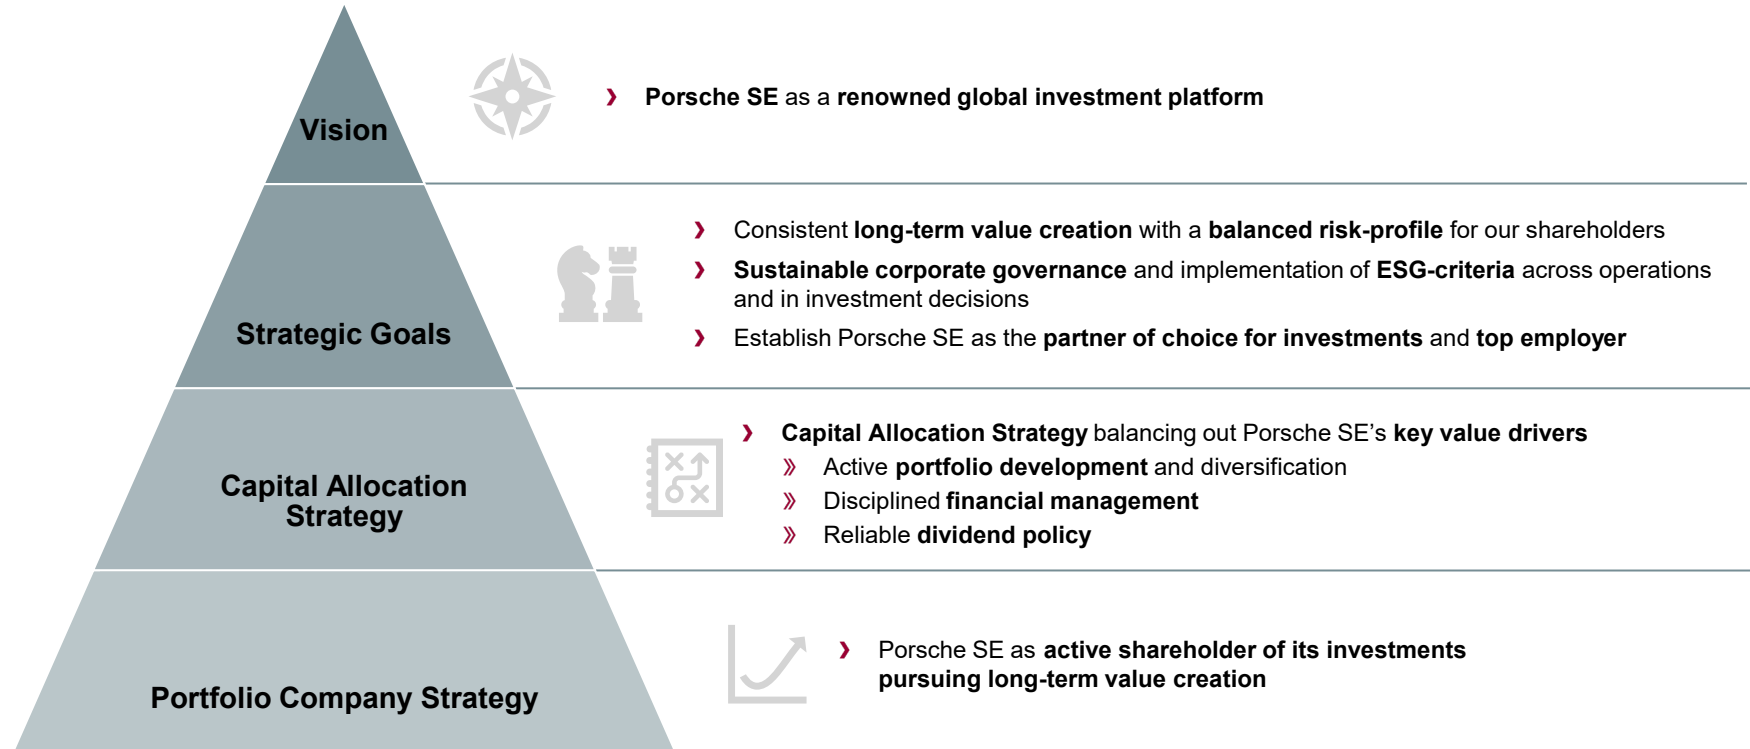 Vision
Porsche SE as a renowned global investment platform
Strategic Goals
Consistent long-term value creation with a balanced risk-profile for our shareholders
Sustainable corporate governance and implementation of ESG-criteria across operations
and in investment decisions
Establish Porsche SE as the partner of choice for investments and top employer
Capital Allocation
Strategy
Capital Allocation Strategy balancing out Porsche SE’s key value drivers
Active portfolio development and diversification
Disciplined financial management
Reliable dividend policy
Portfolio Company Strategy
Porsche SE as active shareholder of its investments
pursuing long-term value creation